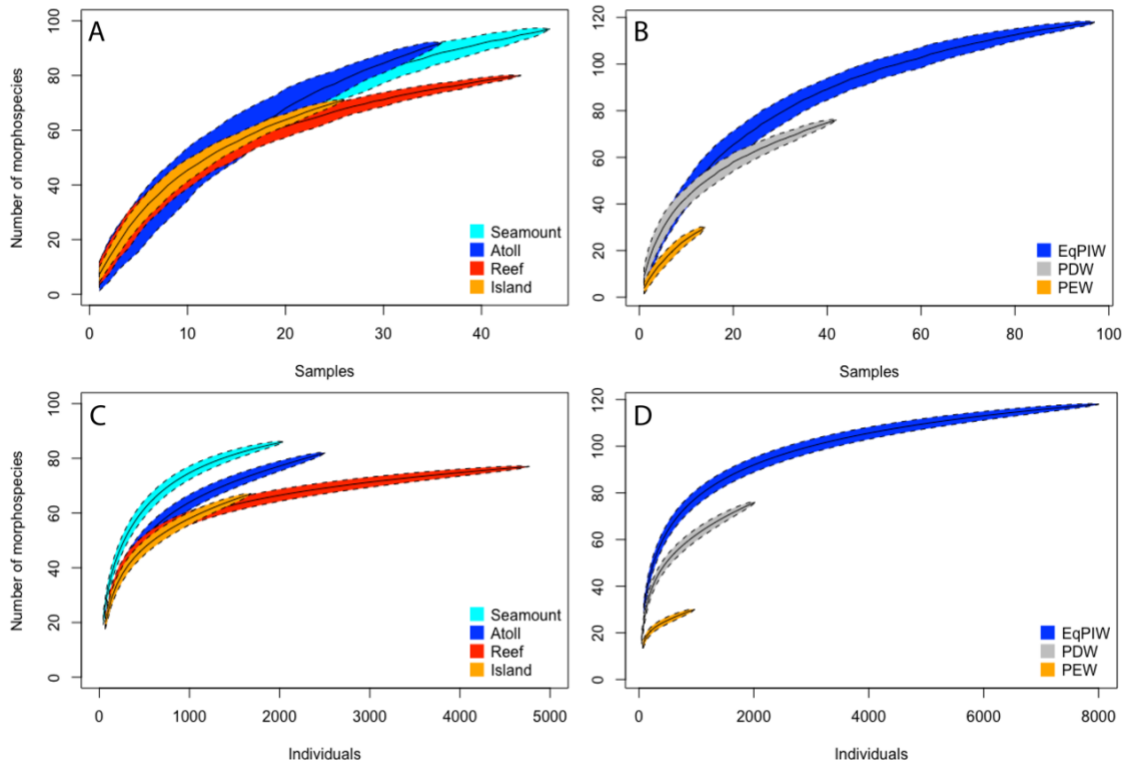 A
Number of morphospecies
0 20 40 60 80 100
Seamount
Atoll
Reef
Island
0 10 20 30 40
Samples
B
0 20 40 60 80 100 120
EqPIW
PDW
PEW
0 20 40 60 80 100
Samples
C
Number of morphospecies
0 20 40 60 80 100
Seamount
Atoll
Reef
Island
0 1000 2000 3000 4000 5000
Individuals
D
0 20 40 60 80 100 120
EqPIW
PDW
PEW
0 2000 4000 6000 8000
Individuals